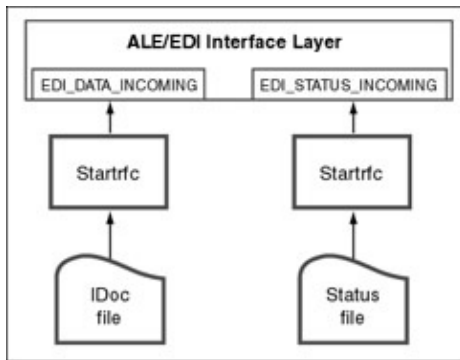 ALE/EDI Interface Layer
EDI_DATA_INCOMING EDI_STATUS_INCOMING
Startrfc Startrfc
IDoc Status
file file